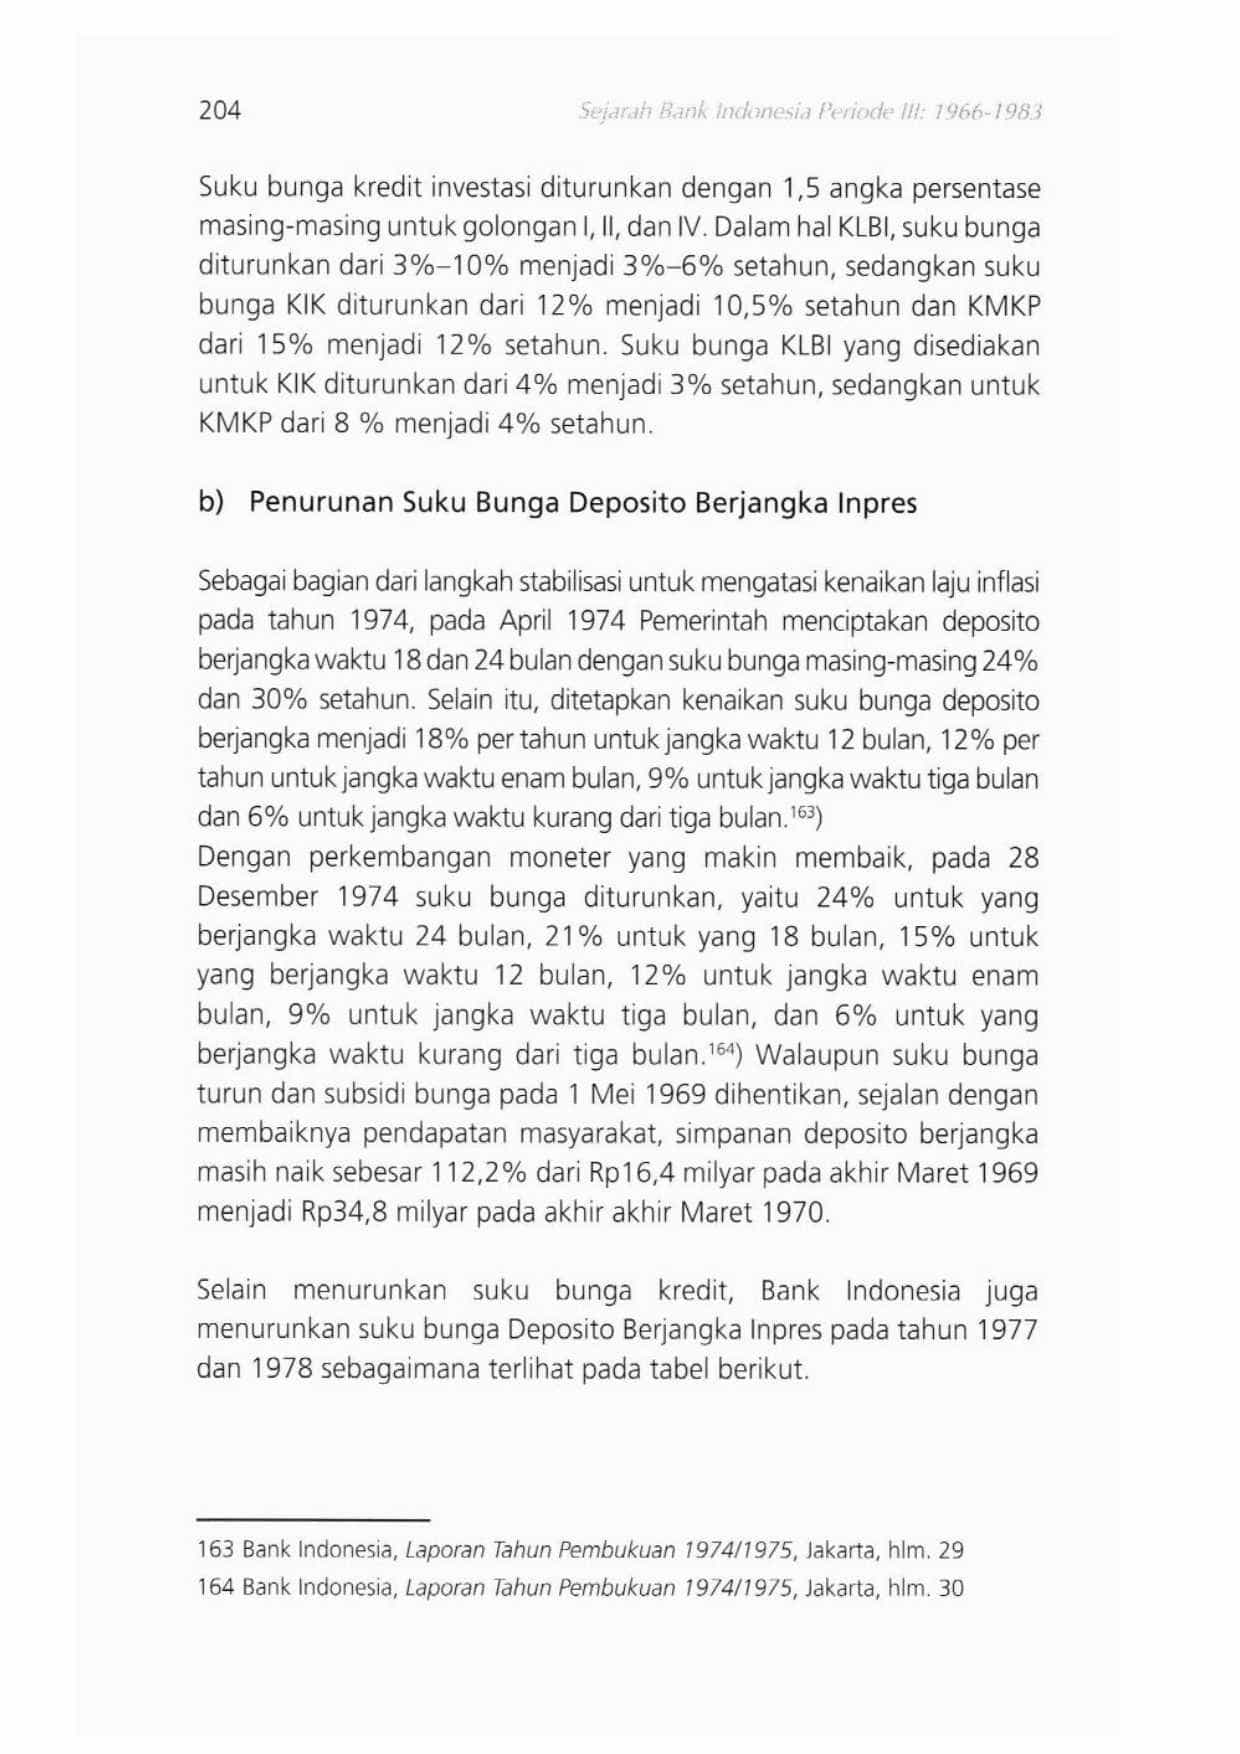 204
Sejarah Bank Indonesia Periode III: 1966-1983
Suku bunga kredit investasi diturunkan dengan 1,5 angka persentase
masing-masing untuk golongan I, II, dan IV. Dalam hal KLBI, suku bunga
diturunkan dari 3%–10% menjadi 3%–6% setahun, sedangkan suku
bunga KIK diturunkan dari 12% menjadi 10,5% setahun dan KMKP
dari 15% menjadi 12% setahun. Suku bunga KLBI yang disediakan
untuk KIK diturunkan dari 4% menjadi 3% setahun, sedangkan untuk
KMKP dari 8 % menjadi 4% setahun.
b) Penurunan Suku Bunga Deposito Berjangka Inpres
Sebagai bagian dari langkah stabilisasi untuk mengatasi kenaikan laju inflasi
pada tahun 1974, pada April 1974 Pemerintah menciptakan deposito
berjangka waktu 18 dan 24 bulan dengan suku bunga masing-masing 24%
dan 30% setahun. Selain itu, ditetapkan kenaikan suku bunga deposito
berjangka menjadi 18% per tahun untuk jangka waktu 12 bulan, 12% per
tahun untuk jangka waktu enam bulan, 9% untuk jangka waktu tiga bulan
dan 6% untuk jangka waktu kurang dari tiga bulan.¹⁶³)
Dengan perkembangan moneter yang makin membaik, pada 28
Desember 1974 suku bunga diturunkan, yaitu 24% untuk yang
berjangka waktu 24 bulan, 21% untuk yang 18 bulan, 15% untuk
yang berjangka waktu 12 bulan, 12% untuk jangka waktu enam
bulan, 9% untuk jangka waktu tiga bulan, dan 6% untuk yang
berjangka waktu kurang dari tiga bulan.¹⁶⁴) Walaupun suku bunga
turun dan subsidi bunga pada 1 Mei 1969 dihentikan, sejalan dengan
membaiknya pendapatan masyarakat, simpanan deposito berjangka
masih naik sebesar 112,2% dari Rp16,4 milyar pada akhir Maret 1969
menjadi Rp34,8 milyar pada akhir akhir Maret 1970.
Selain menurunkan suku bunga kredit, Bank Indonesia juga
menurunkan suku bunga Deposito Berjangka Inpres pada tahun 1977
dan 1978 sebagaimana terlihat pada tabel berikut.
163 Bank Indonesia, Laporan Tahun Pembukuan 1974/1975, Jakarta, hlm. 29
164 Bank Indonesia, Laporan Tahun Pembukuan 1974/1975, Jakarta, hlm. 30